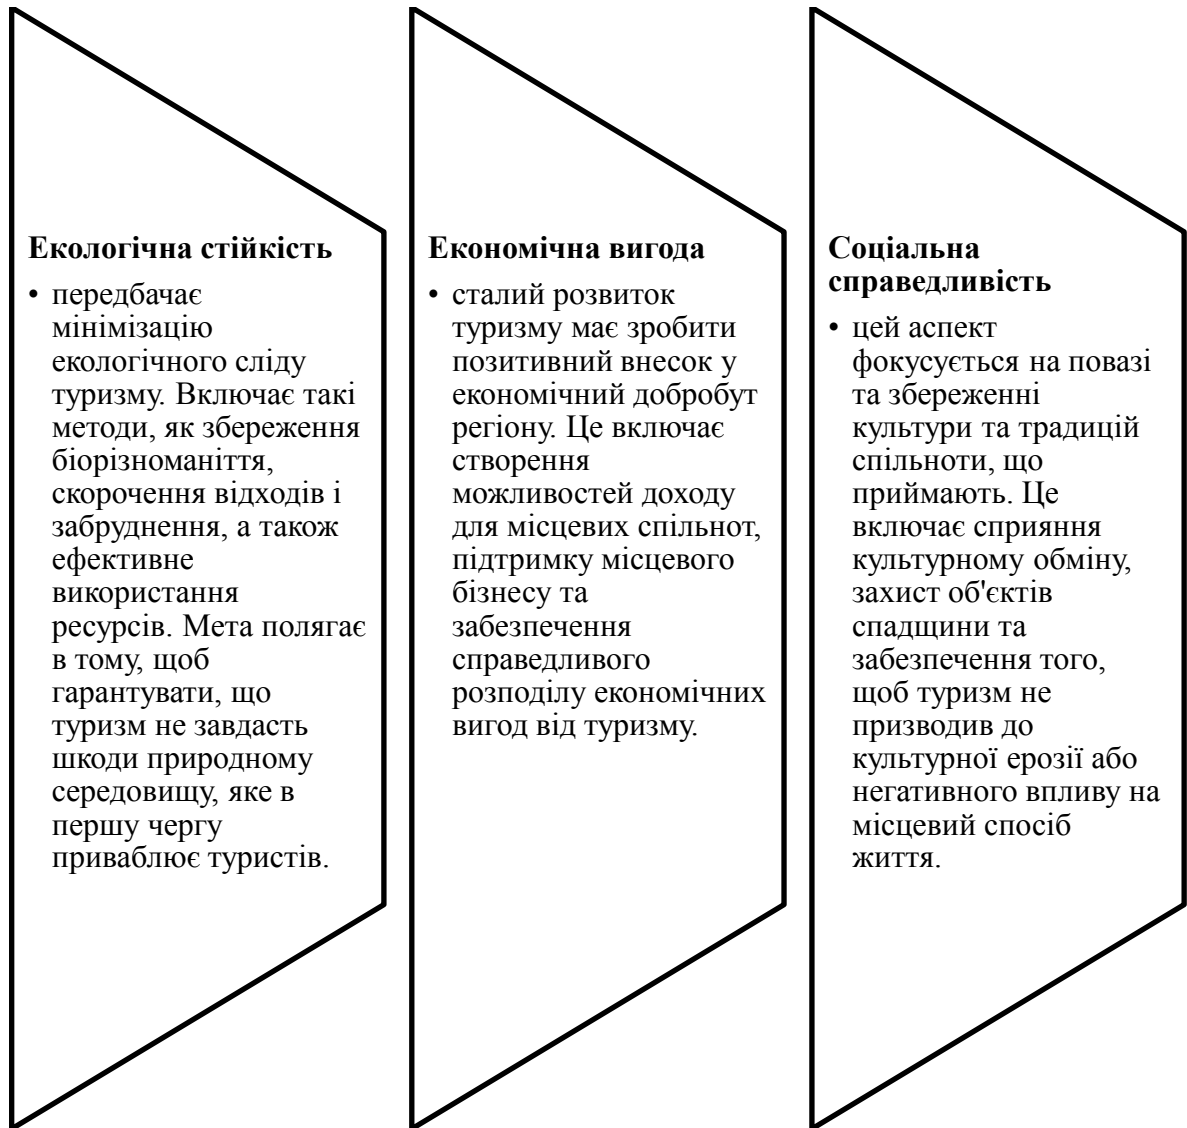 Екологічна стійкість
• передбачає
мінімізацію
екологічного сліду
туризму. Включає такі
методи, як збереження
біорізноманіття,
скорочення відходів і
забруднення, а також
ефективне
використання
ресурсів. Мета полягає
в тому, щоб
гарантувати, що
туризм не завдасть
шкоди природному
середовищу, яке в
першу чергу
приваблює туристів.
Економічна вигода
• сталий розвиток
туризму має зробити
позитивний внесок у
економічний добробут
регіону. Це включає
створення
можливостей доходу
для місцевих спільнот,
підтримку місцевого
бізнесу та
забезпечення
справедливого
розподілу економічних
вигод від туризму.
Соціальна
справедливість
• цей аспект
фокусується на повазі
та збереженні
культури та традицій
спільноти, що
приймають. Це
включає сприяння
культурному обміну,
захист об'єктів
спадщини та
забезпечення того,
щоб туризм не
призводив до
культурної ерозії або
негативного впливу на
місцевий спосіб
життя.